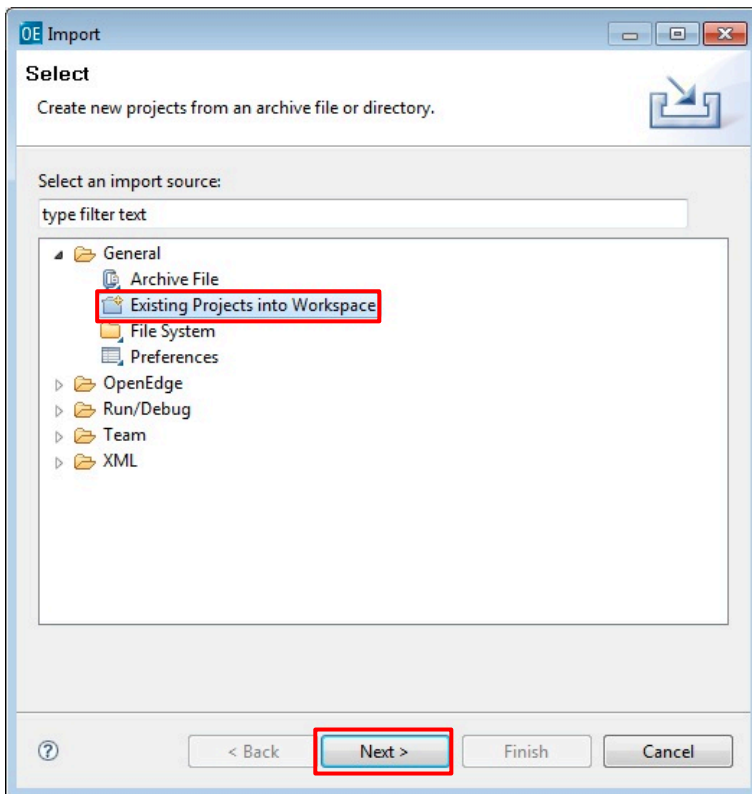 OE Import
Select
Create new projects from an archive file or directory.
Select an import source:
type filter text
General
Archive File
Existing Projects into Workspace
File System
Preferences
OpenEdge
Run/Debug
Team
XML
? < Back Next > Finish Cancel